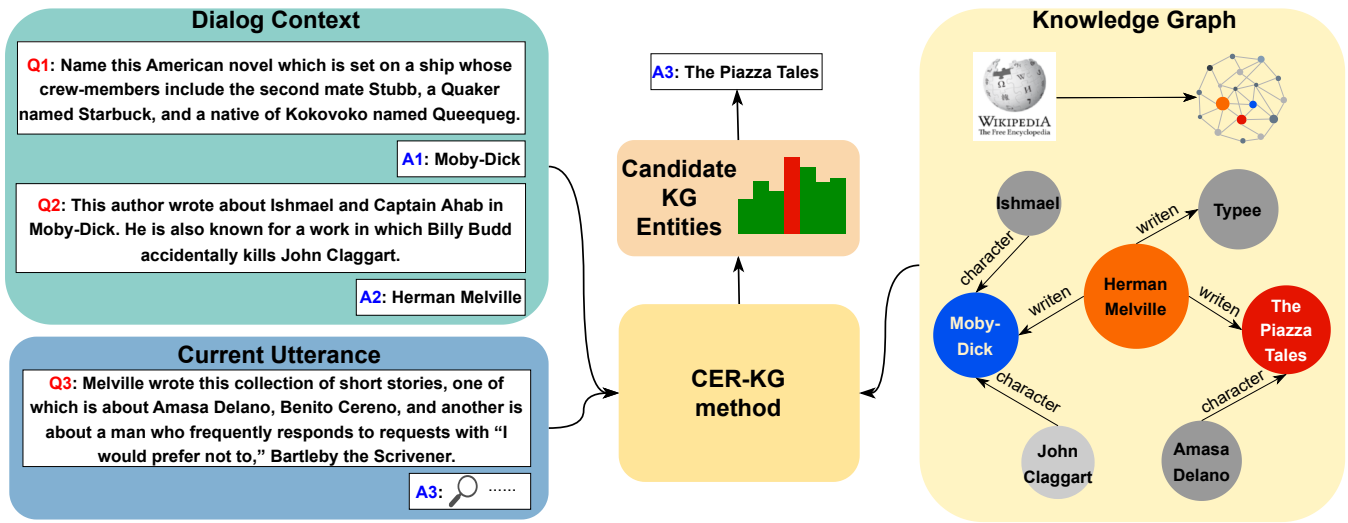 Dialog Context
Q1: Name this American novel which is set on a ship whose
crew-members include the second mate Stubb, a Quaker
named Starbuck, and a native of Kokovoko named Queequeg.
A1: Moby-Dick
Q2: This author wrote about Ishmael and Captain Ahab in
Moby-Dick. He is also known for a work in which Billy Budd
accidentally kills John Claggart.
A2: Herman Melville
Current Utterance
Q3: Melville wrote this collection of short stories, one of
which is about Amasa Delano, Benito Cereno, and another is
about a man who frequently responds to requests with “I
would prefer not to,” Bartleby the Scrivener.
A3: ......
A3: The Piazza Tales
Candidate
KG
Entities
CER-KG
method
Knowledge Graph
WIKIPEDIA
The Free Encyclopedia
Ishmael
Typee
character
writen
Herman
Melville
writen
writen
Moby-
Dick
The
Piazza
Tales
character
character
John
Claggart
Amasa
Delano